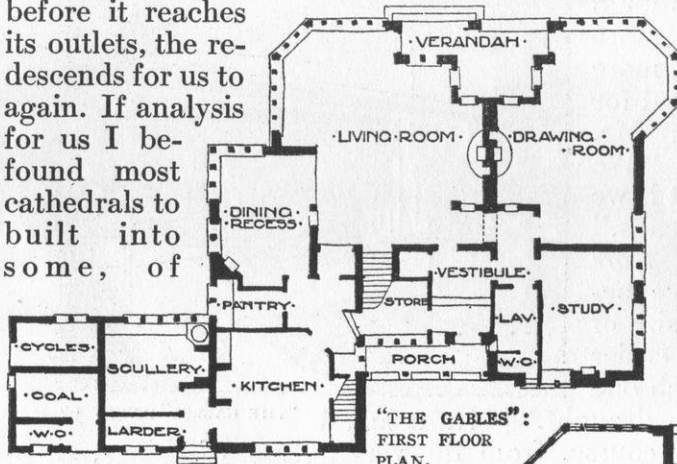 before it reaches
its outlets, the re-
descends for us to
again. If analysis
for us I be-
found most
cathedrals to
built into
some, of
·VERANDAH·
·LIVING·ROOM·
·DRAWING·
·ROOM·
·DINING·
RECESS·
·VESTIBULE·
·PANTRY·
STORE
LAV.
·STUDY·
·CYCLES·
SCULLERY·
·PORCH·
·W·C·
·COAL·
·KITCHEN·
·W·C·
LARDER·
"THE GABLES":
FIRST FLOOR
PLAN.